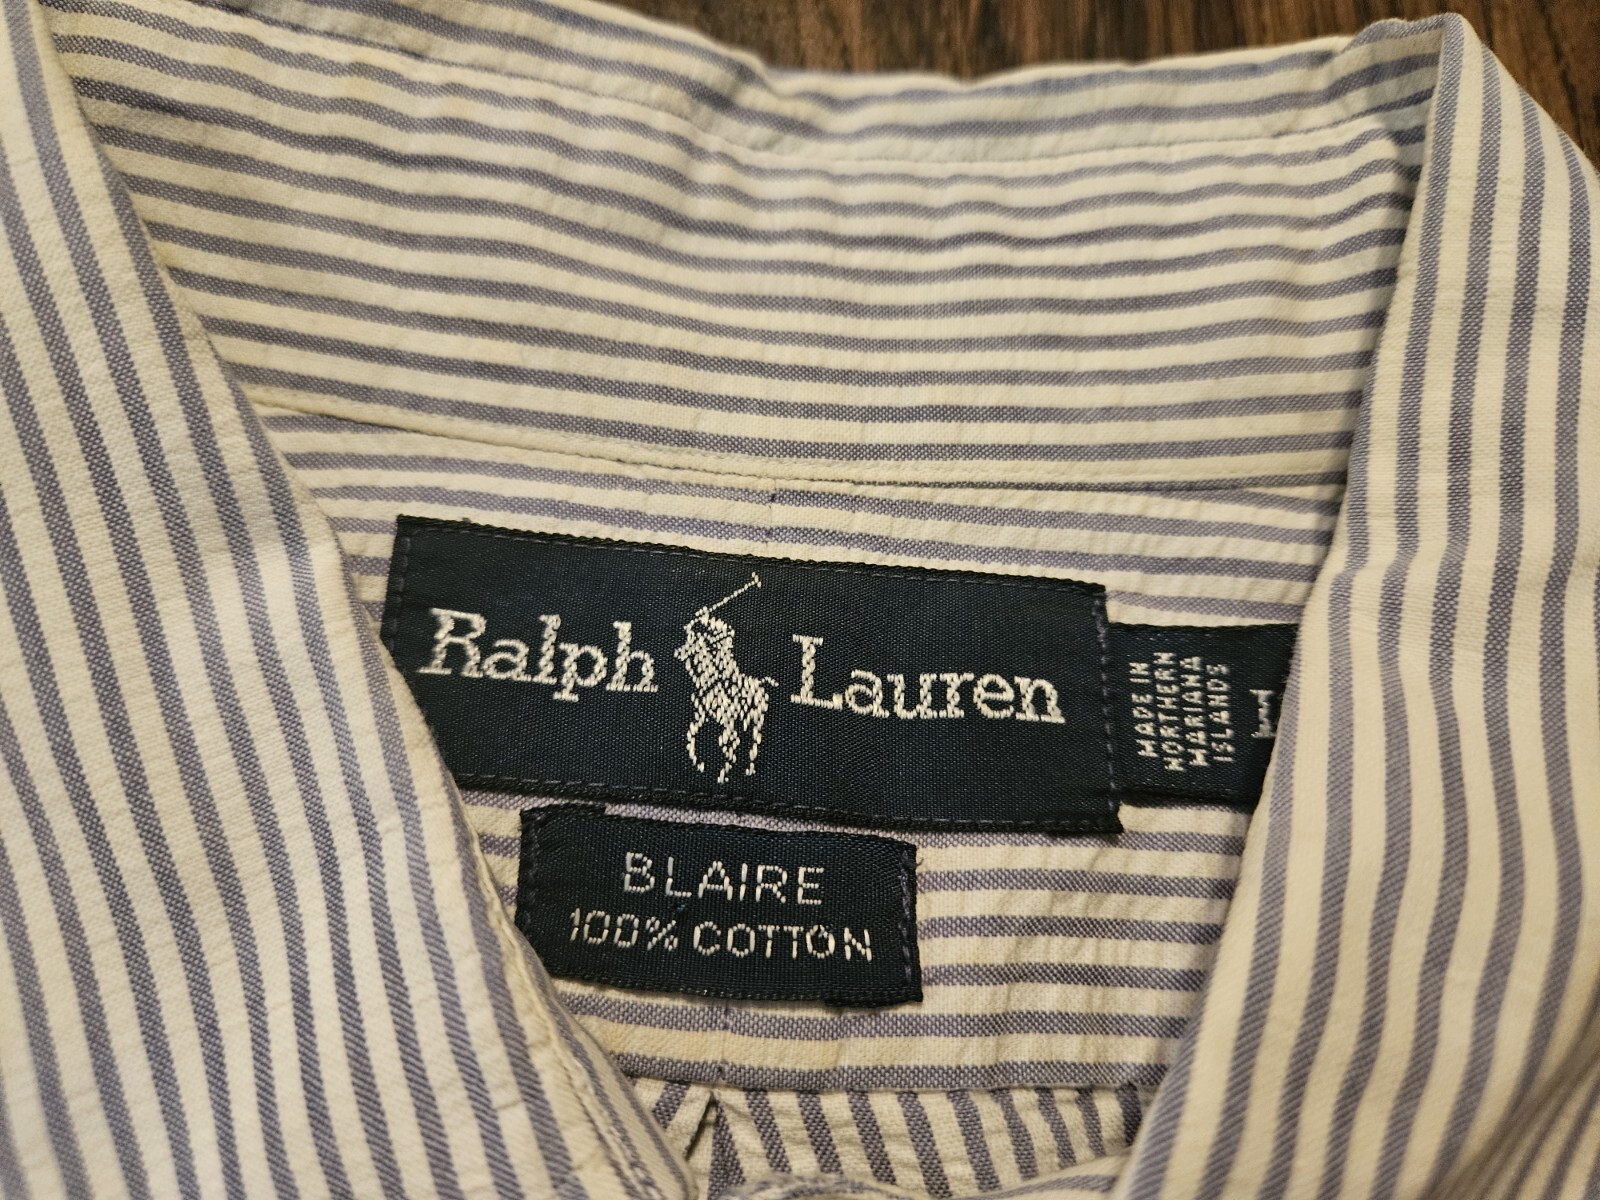 Ralph Lauren
MADE IN
NORTHERN
MARIANA
ISLANDS
BLAIRE
100% COTTON